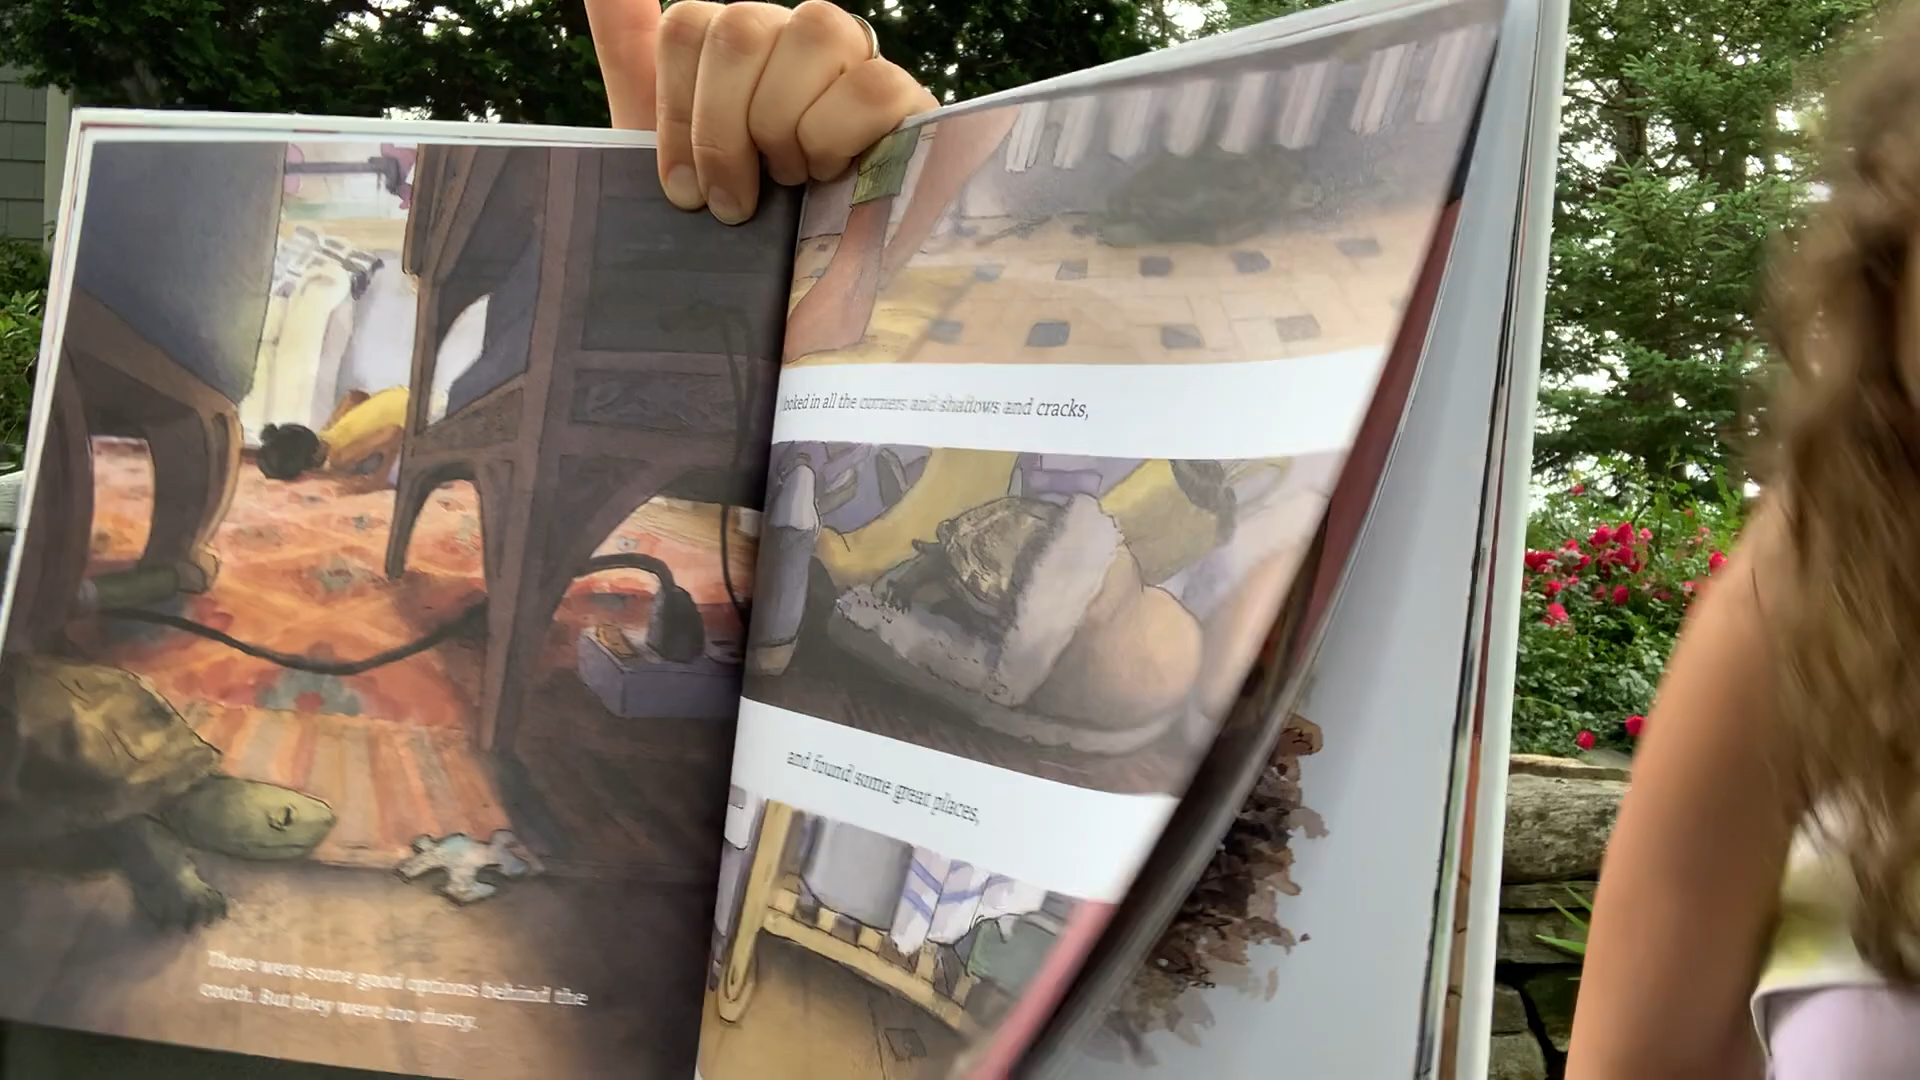 There were some good options behind the
couch. But they were too dusty.
looked in all the corners and shallows and cracks,
and found some great places,